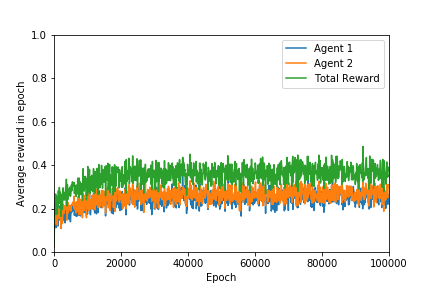 Agent 1
Agent 2
Total Reward
1.0
0.8
0.6
0.4
0.2
0.0
Average reward in epoch
0 20000 40000 60000 80000 100000
Epoch